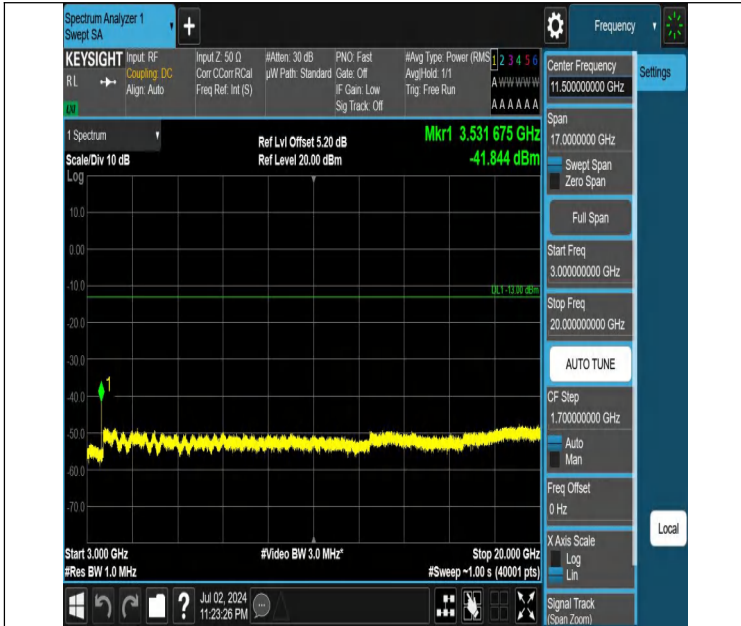 Spectrum Analyzer 1
Swept SA
+
Frequency
KEYSIGHT
RL
Input: RF
Coupling: DC
Align: Auto
Input Z: 50 Ω
Corr CCorr RCal
Freq Ref: Int (S)
#Atten: 30 dB
µW Path: Standard
PNO: Fast
Gate: Off
IF Gain: Low
Sig Track: Off
#Avg Type: Power (RMS
Avg|Hold: 1/1
Trig: Free Run
1 2 3 4 5 6
A W W W W W
A A A A A A
1 Spectrum
Scale/Div 10 dB
Ref Lvl Offset 5.20 dB
Ref Level 20.00 dBm
Mkr1 3.531 675 GHz
-41.844 dBm
Log
10.0
0.00
-10.0
DL1 -13.00 dBm
-20.0
-30.0
1
-40.0
-50.0
-60.0
-70.0
Start 3.000 GHz
#Video BW 3.0 MHz*
Stop 20.000 GHz
#Res BW 1.0 MHz
#Sweep ~1.00 s (40001 pts)
?
Jul 02, 2024
11:23:26 PM
Center Frequency
11.500000000 GHz
Settings
Span
17.0000000 GHz
Swept Span
Zero Span
Full Span
Start Freq
3.000000000 GHz
Stop Freq
20.000000000 GHz
AUTO TUNE
CF Step
1.700000000 GHz
Auto
Man
Freq Offset
0 Hz
Local
X Axis Scale
Log
Lin
Signal Track
(Span Zoom)